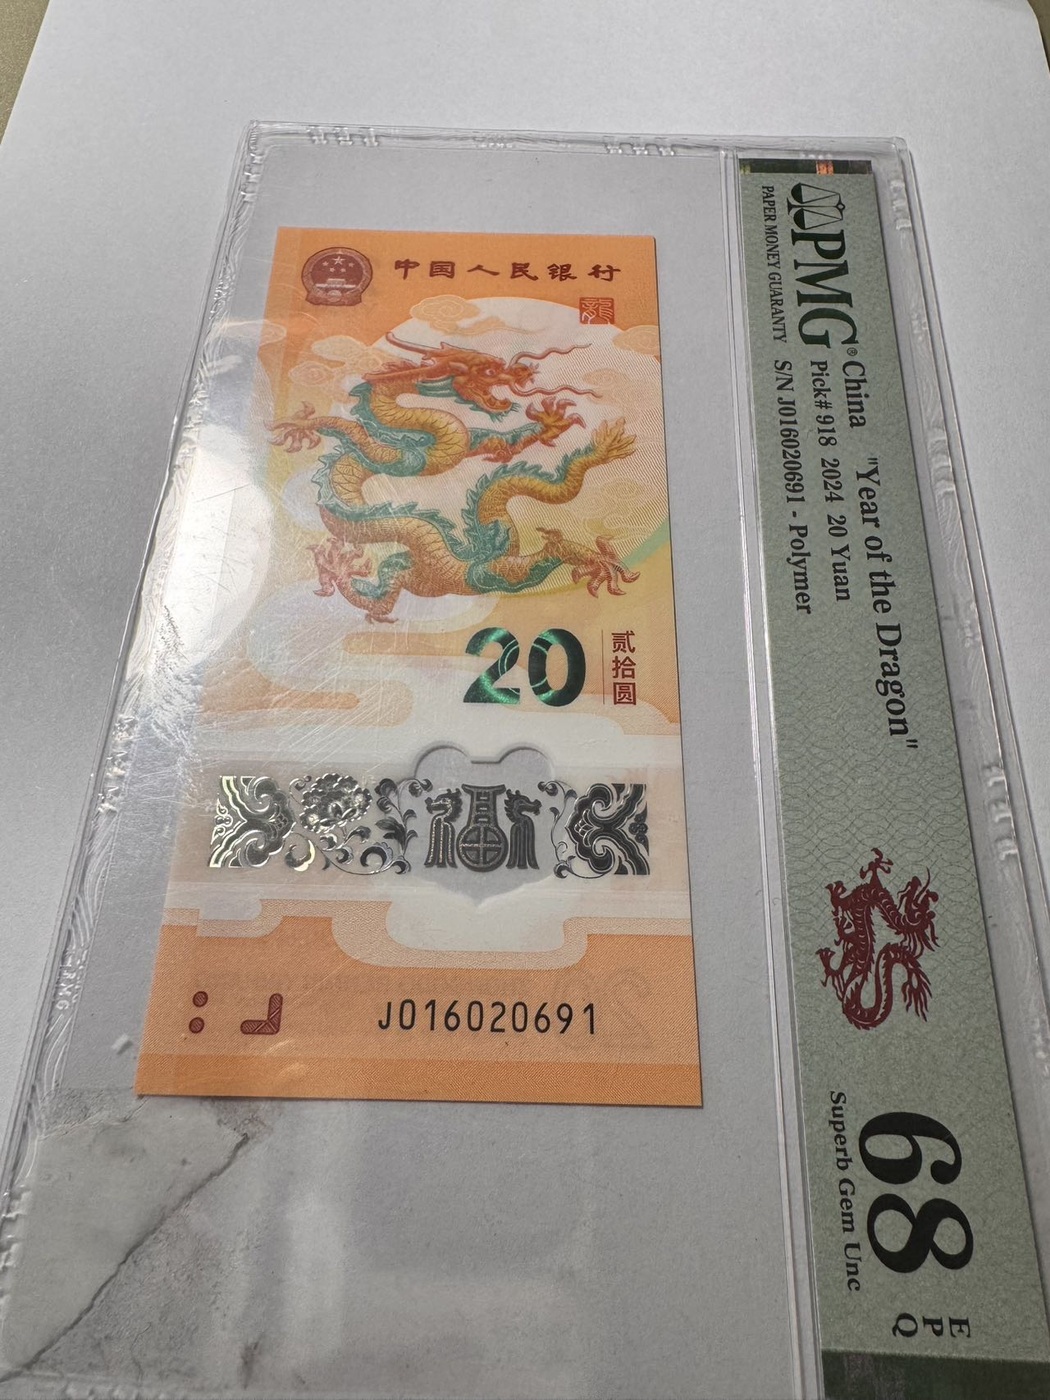 中国人民银行
龍
20
贰拾圆
J016020691
PMG®
PAPER MONEY GUARANTY
China "Year of the Dragon"
Pick# 918 2024 20 Yuan
S/N J016020691 - Polymer
68
Superb Gem Unc
EPQ